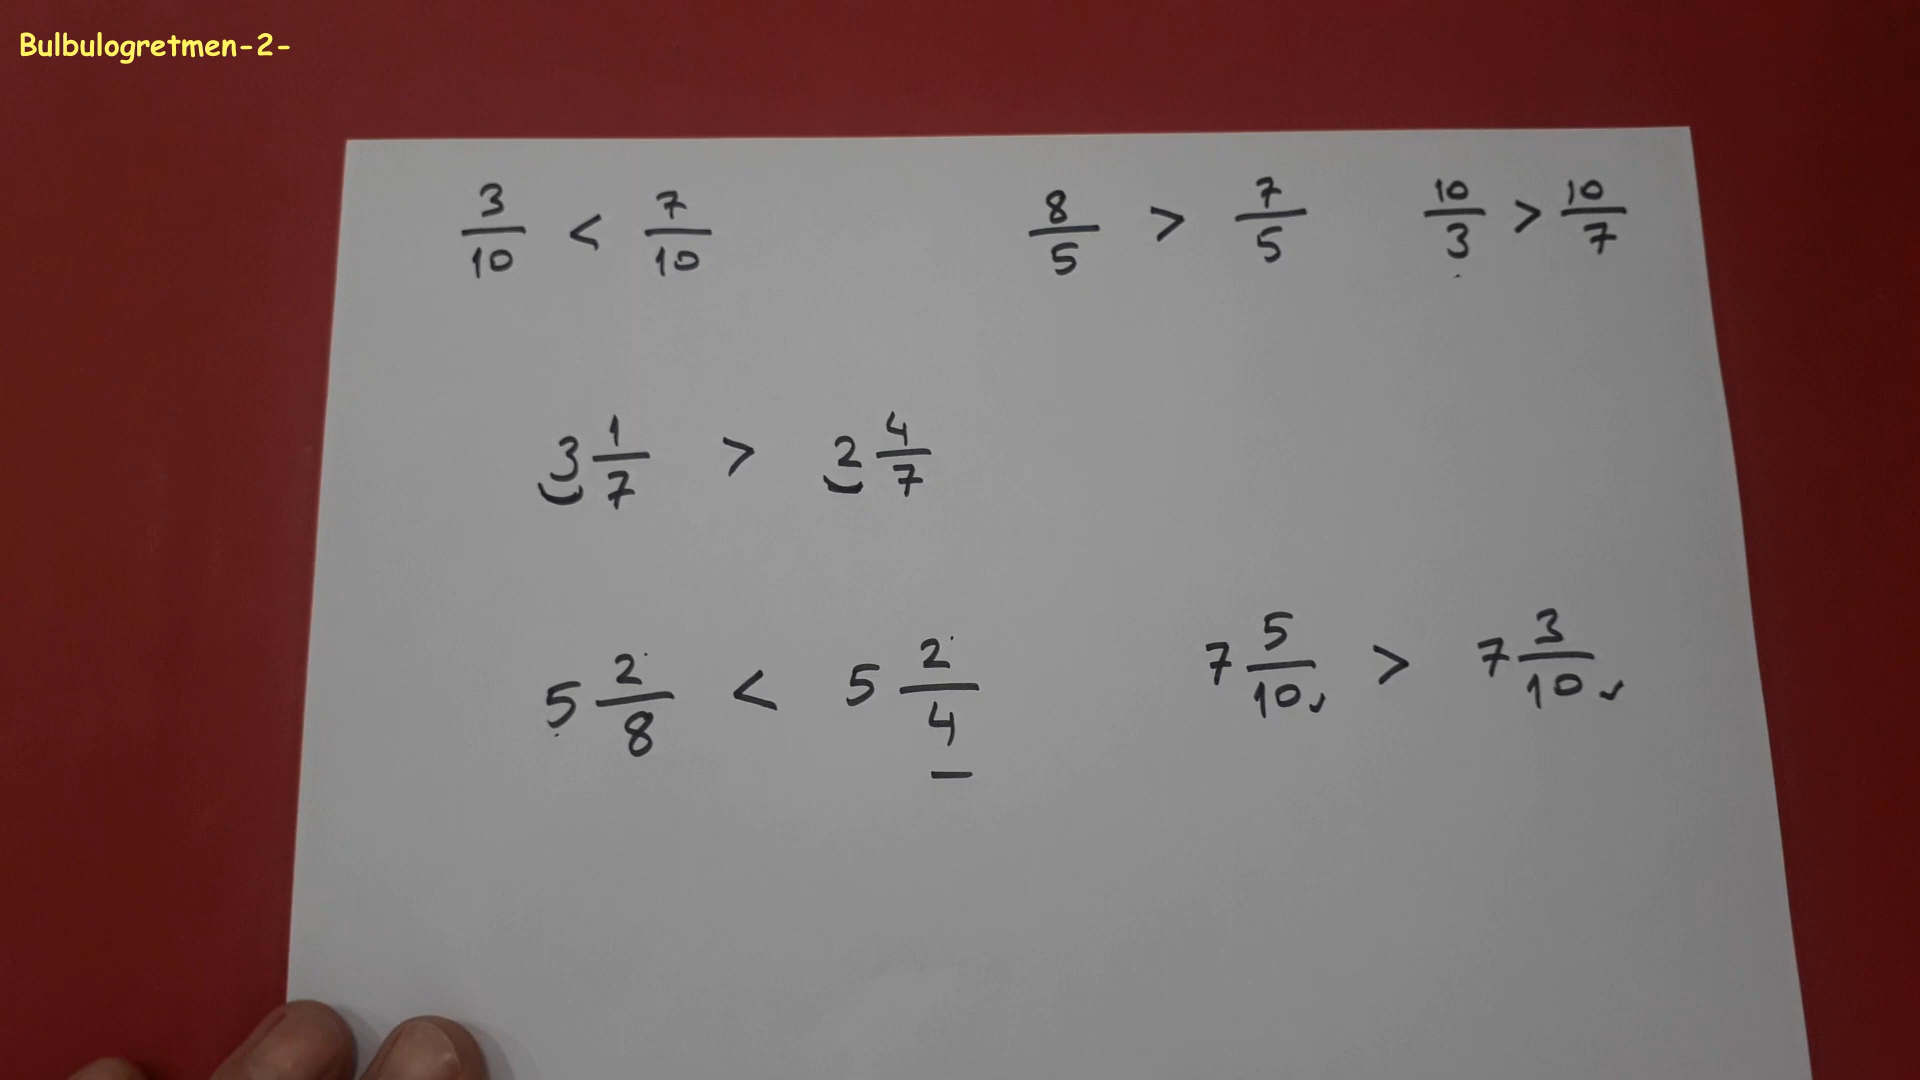 Bulbulogretmen-2-
3/10 < 7/10 8/5 > 7/5 10/3 > 10/7
3 1/7 > 2 4/7
5 2/8 < 5 2/4 7 5/10 > 7 3/10